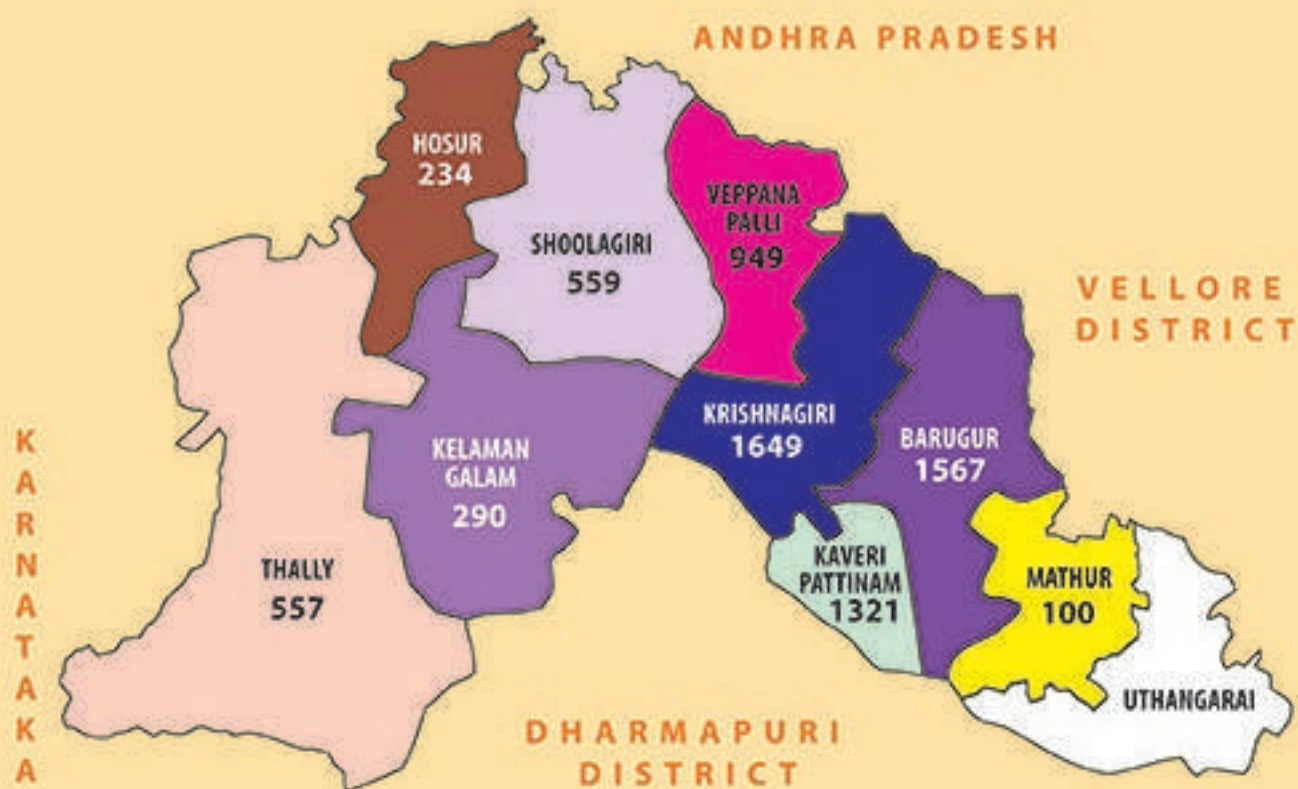 ANDHRA PRADESH
HOSUR
234
VEPPANA
PALLI
949
SHOOLAGIRI
559
VELLORE
DISTRICT
KRISHNAGIRI
1649
BARUGUR
1567
KELAMAN
GALAM
290
KARNATAKA
THALLY
557
KAVERI
PATTINAM
1321
MATHUR
100
UTHANGARAI
DHARMAPURI
DISTRICT